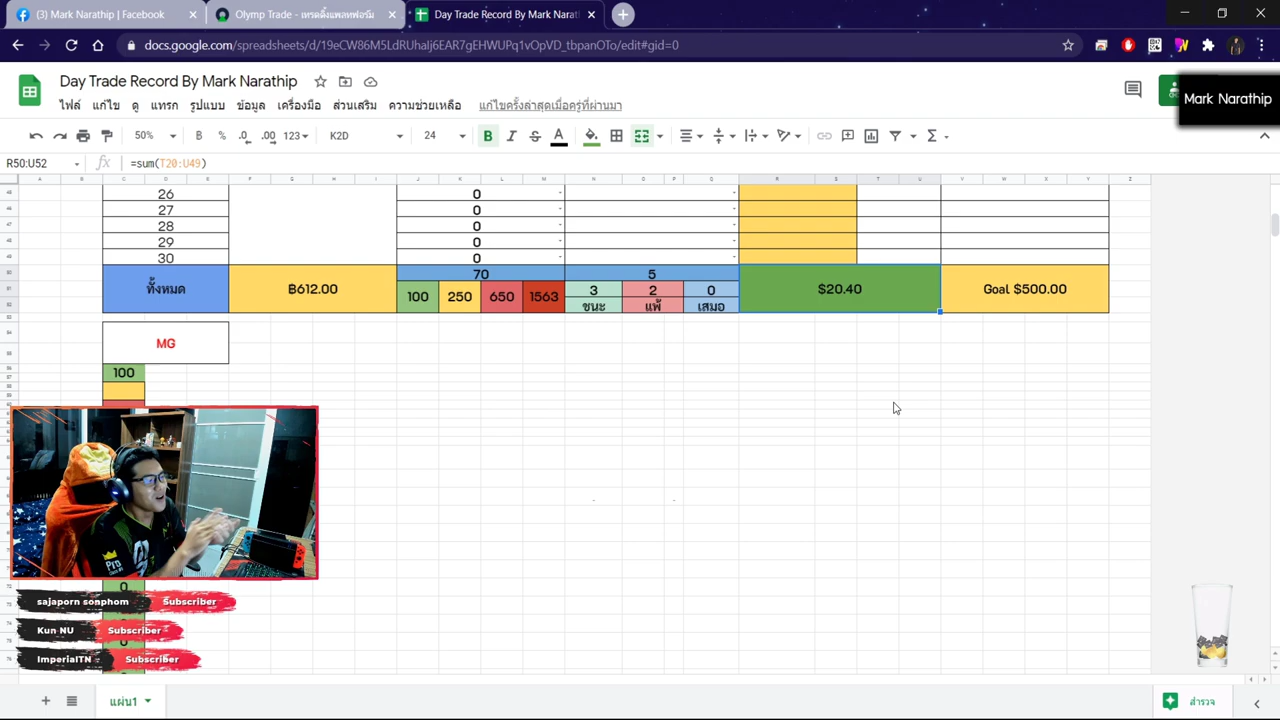 (3) Mark Narathip | Facebook
Olymp Trade - เทรดดิ้งแพลทฟอร์ม
Day Trade Record By Mark Narat
docs.google.com/spreadsheets/d/19eCW86M5LdRUhaIj6EAR7gEHWUPq1vOpVD_tbpanOTo/edit#gid=0
Day Trade Record By Mark Narathip
Mark Narathip
ไฟล์ แก้ไข ดู แทรก รูปแบบ ข้อมูล เครื่องมือ ส่วนเสริม ความช่วยเหลือ แก้ไขครั้งล่าสุดเมื่อครู่ที่ผ่านมา
50% ฿ % .0 .00 123 K2D 24 B I S A Σ
R50:U52 fx =sum(T20:U49)
26 0
27 0
28 0
29 0
30 0
ทั้งหมด ฿612.00 70 5 $20.40 Goal $500.00
100 250 650 1563 3 2 0
ชนะ แพ้ เสมอ
MG
100
0
sajaporn sonphom Subscriber
Kun NU Subscriber
ImperialTN Subscriber
แผ่น1
สำรวจ